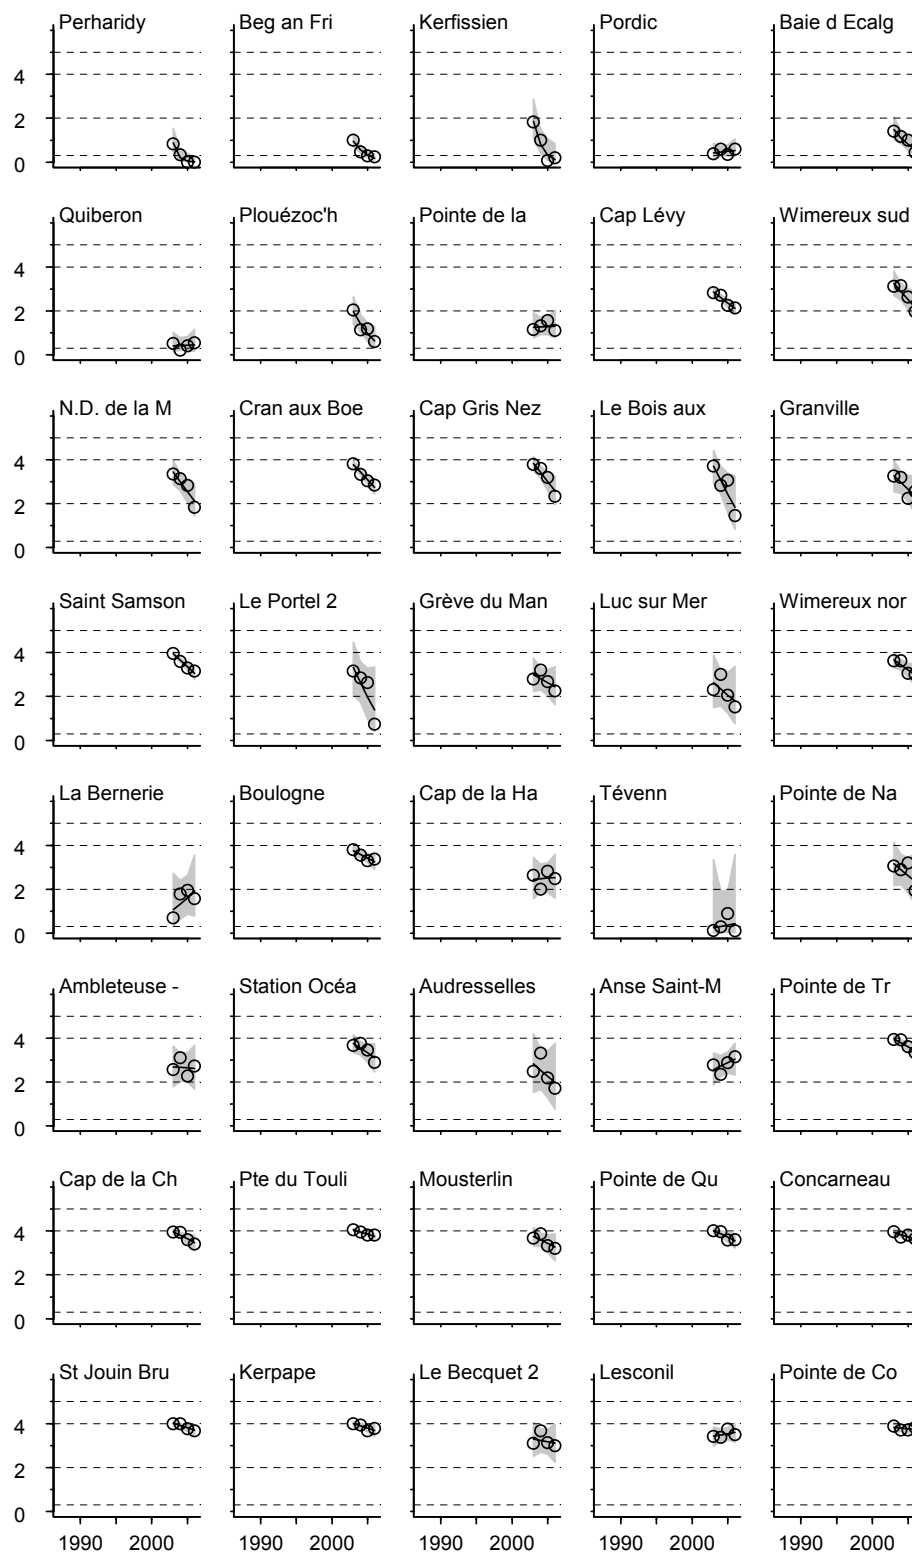 Perharidy Beg an Fri Kerfissien Pordic Baie d Ecalg
4
2
0
Quiberon Plouézoc'h Pointe de la Cap Lévy Wimereux sud
4
2
0
N.D. de la M Cran aux Boe Cap Gris Nez Le Bois aux Granville
4
2
0
Saint Samson Le Portel 2 Grève du Man Luc sur Mer Wimereux nor
4
2
0
La Bernerie Boulogne Cap de la Ha Tévenn Pointe de Na
4
2
0
Ambleteuse - Station Océa Audresselles Anse Saint-M Pointe de Tr
4
2
0
Cap de la Ch Pte du Touli Mousterlin Pointe de Qu Concarneau
4
2
0
St Jouin Bru Kerpape Le Becquet 2 Lesconil Pointe de Co
4
2
0
1990 2000 1990 2000 1990 2000 1990 2000 1990 2000